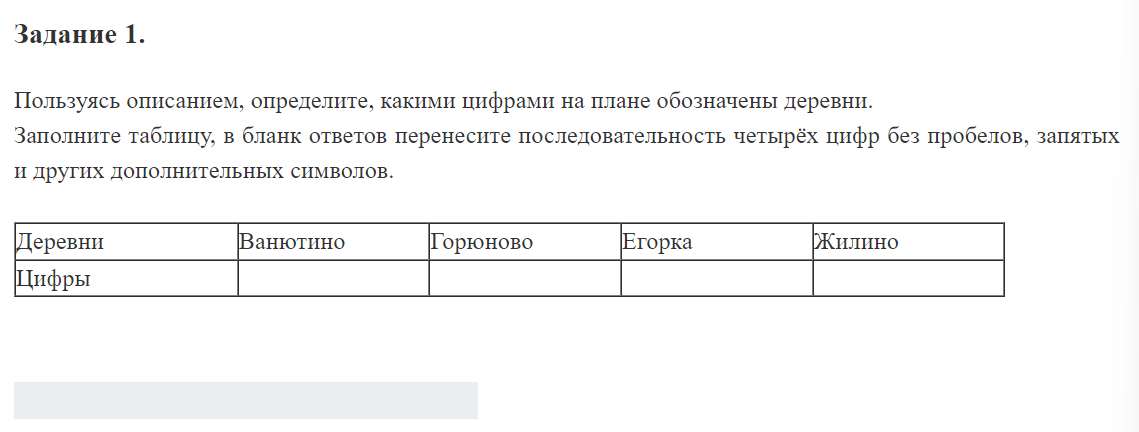 Задание 1.
Пользуясь описанием, определите, какими цифрами на плане обозначены деревни.
Заполните таблицу, в бланк ответов перенесите последовательность четырёх цифр без пробелов, запятых
и других дополнительных символов.
Деревни Ванютино Горюново Егорка Жилино
Цифры